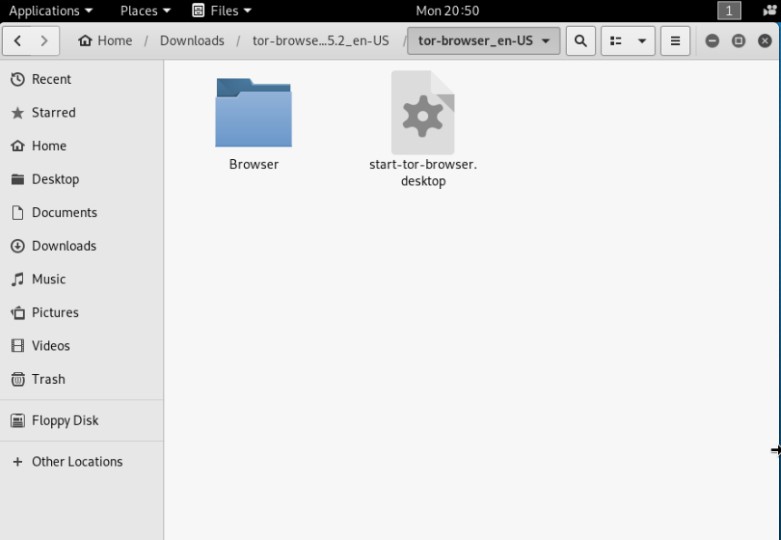 Applications Places Files Mon 20:50 1
Home / Downloads / tor-browse...5.2_en-US / tor-browser_en-US
Recent
Starred
Home
Desktop
Documents
Downloads
Music
Pictures
Videos
Trash
Floppy Disk
+ Other Locations
Browser
start-tor-browser.
desktop